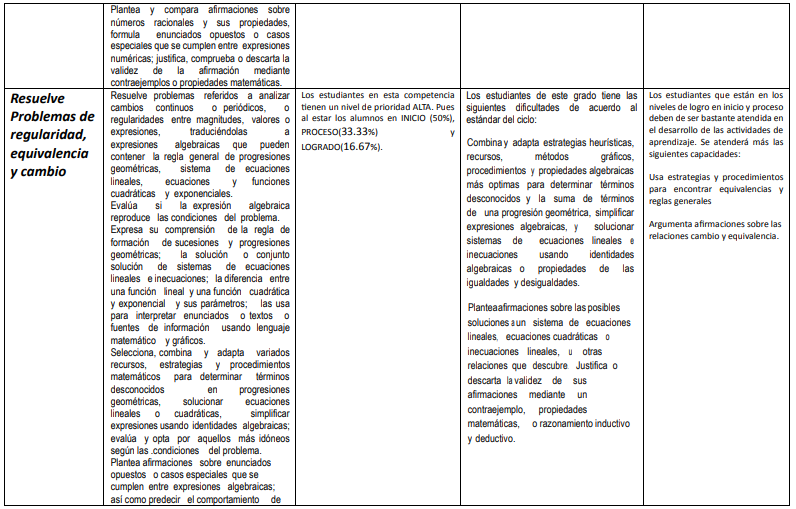 Plantea y compara afirmaciones sobre
números racionales y sus propiedades,
formula enunciados opuestos o casos
especiales que se cumplen entre expresiones
numéricas; justifica, comprueba o descarta la
validez de la afirmación mediante
contraejemplos o propiedades matemáticas.
Resuelve
Problemas de
regularidad,
equivalencia
y cambio
Resuelve problemas referidos a analizar
cambios continuos o periódicos, o
regularidades entre magnitudes, valores o
expresiones, traduciéndolas a
expresiones algebraicas que pueden
contener la regla general de progresiones
geométricas, sistema de ecuaciones
lineales, ecuaciones y funciones
cuadráticas y exponenciales.
Evalúa si la expresión algebraica
reproduce las condiciones del problema.
Expresa su comprensión de la regla de
formación de sucesiones y progresiones
geométricas; la solución o conjunto
solución de sistemas de ecuaciones
lineales e inecuaciones; la diferencia entre
una función lineal y una función cuadrática
y exponencial y sus parámetros; las usa
para interpretar enunciados o textos o
fuentes de información usando lenguaje
matemático y gráficos.
Selecciona, combina y adapta variados
recursos, estrategias y procedimientos
matemáticos para determinar términos
desconocidos en progresiones
geométricas, solucionar ecuaciones
lineales o cuadráticas, simplificar
expresiones usando identidades algebraicas;
evalúa y opta por aquellos más idóneos
según las .condiciones del problema.
Plantea afirmaciones sobre enunciados
opuestos o casos especiales que se
cumplen entre expresiones algebraicas;
así como predecir el comportamiento de
Los estudiantes en esta competencia
tienen un nivel de prioridad ALTA. Pues
al estar los alumnos en INICIO (50%),
PROCESO(33.33%) y
LOGRADO(16.67%).
Los estudiantes de este grado tiene las
siguientes dificultades de acuerdo al
estándar del ciclo:
Combina y adapta estrategias heurísticas,
recursos, métodos gráficos,
procedimientos y propiedades algebraicas
más optimas para determinar términos
desconocidos y la suma de términos
de una progresión geométrica, simplificar
expresiones algebraicas, y solucionar
sistemas de ecuaciones lineales e
inecuaciones usando identidades
algebraicas o propiedades de las
igualdades y desigualdades.
Plantea afirmaciones sobre las posibles
soluciones a un sistema de ecuaciones
lineales, ecuaciones cuadráticas o
inecuaciones lineales, u otras
relaciones que descubre. Justifica o
descarta la validez de sus
afirmaciones mediante un
contraejemplo, propiedades
matemáticas, o razonamiento inductivo
y deductivo.
Los estudiantes que están en los
niveles de logro en inicio y proceso
deben de ser bastante atendida en
el desarrollo de las actividades de
aprendizaje. Se atenderá más las
siguientes capacidades:
Usa estrategias y procedimientos
para encontrar equivalencias y
reglas generales
Argumenta afirmaciones sobre las
relaciones cambio y equivalencia.